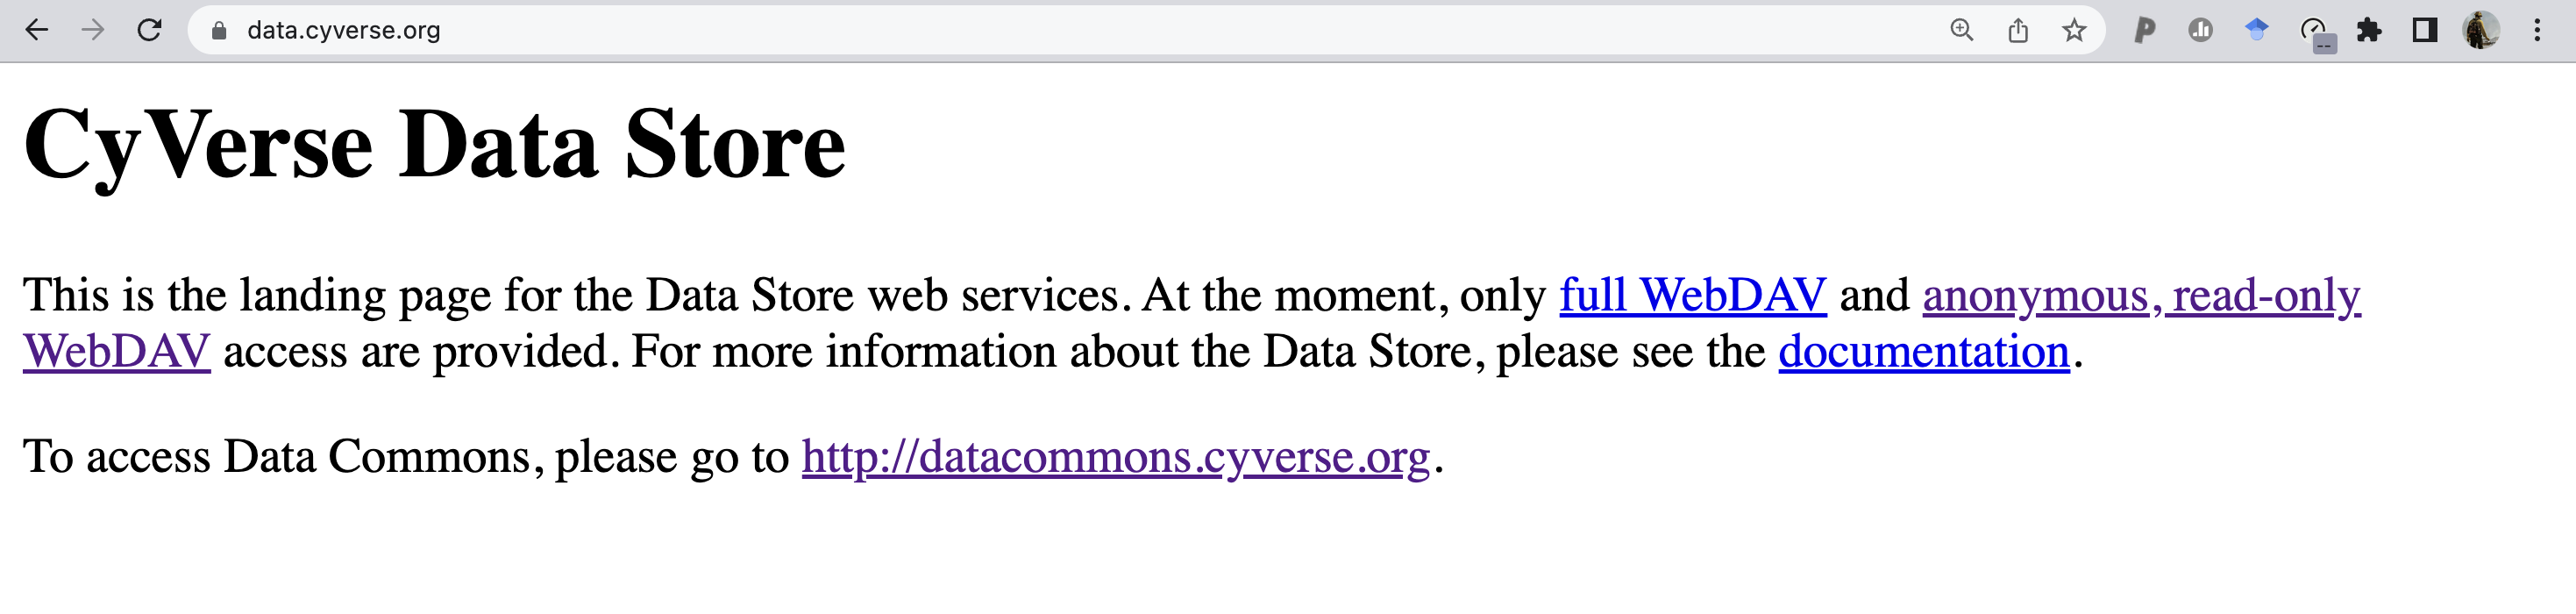 data.cyverse.org
CyVerse Data Store
This is the landing page for the Data Store web services. At the moment, only full WebDAV and anonymous, read-only
WebDAV access are provided. For more information about the Data Store, please see the documentation.
To access Data Commons, please go to http://datacommons.cyverse.org.